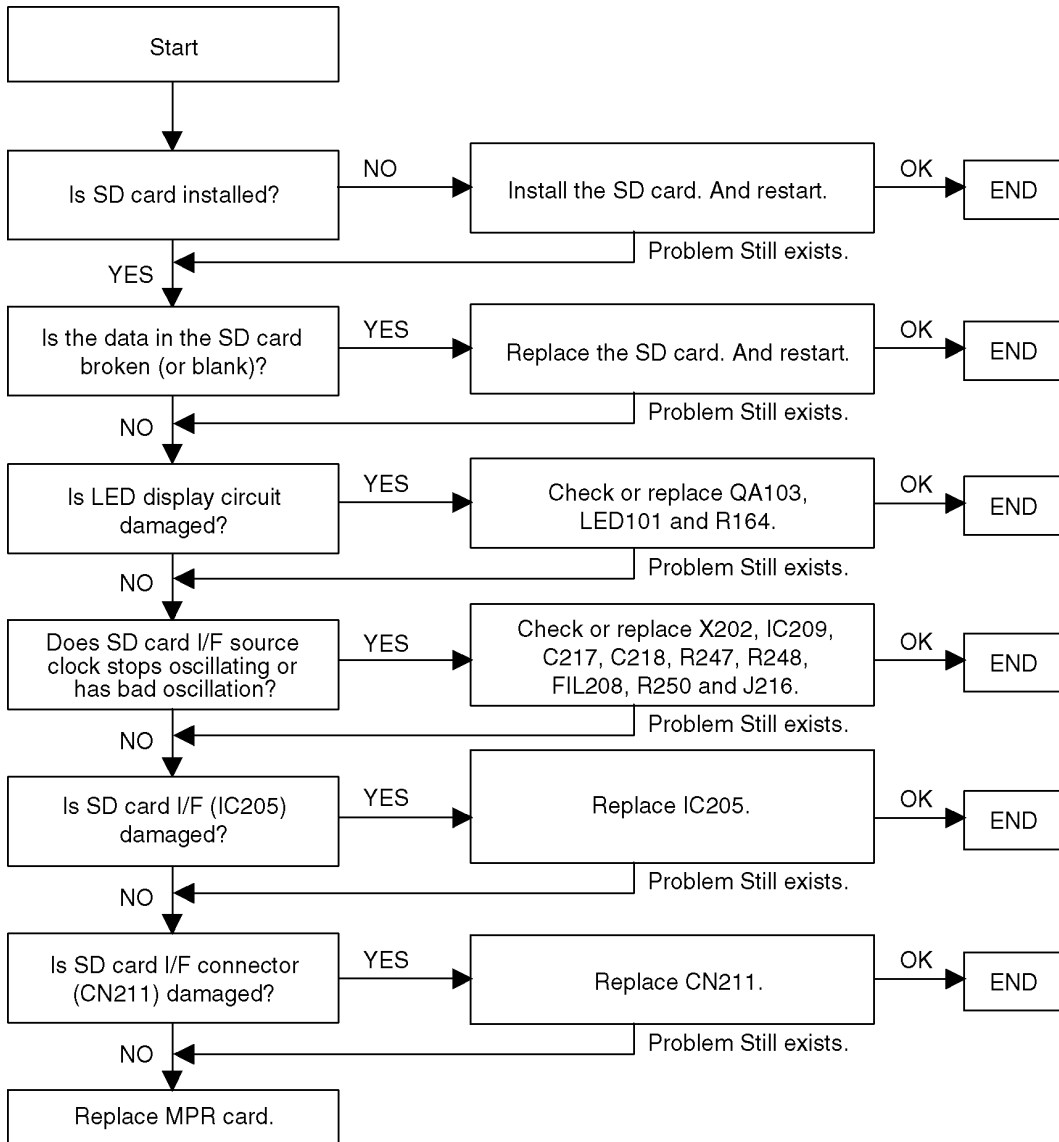 Start
Is SD card installed?
NO
Install the SD card. And restart.
OK
END
Problem Still exists.
YES
Is the data in the SD card
broken (or blank)?
YES
Replace the SD card. And restart.
OK
END
Problem Still exists.
NO
Is LED display circuit
damaged?
YES
Check or replace QA103,
LED101 and R164.
OK
END
Problem Still exists.
NO
Does SD card I/F source
clock stops oscillating or
has bad oscillation?
YES
Check or replace X202, IC209,
C217, C218, R247, R248,
FIL208, R250 and J216.
OK
END
Problem Still exists.
NO
Is SD card I/F (IC205)
damaged?
YES
Replace IC205.
OK
END
Problem Still exists.
NO
Is SD card I/F connector
(CN211) damaged?
YES
Replace CN211.
OK
END
Problem Still exists.
NO
Replace MPR card.